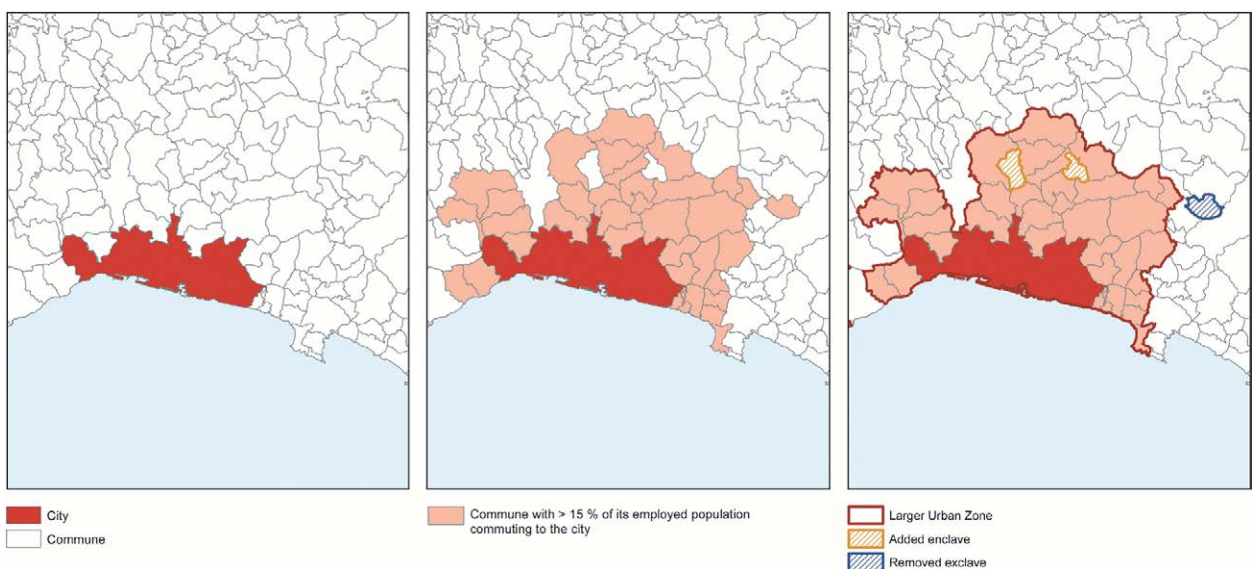 City
Commune
Commune with > 15 % of its employed population
commuting to the city
Larger Urban Zone
Added enclave
Removed exclave